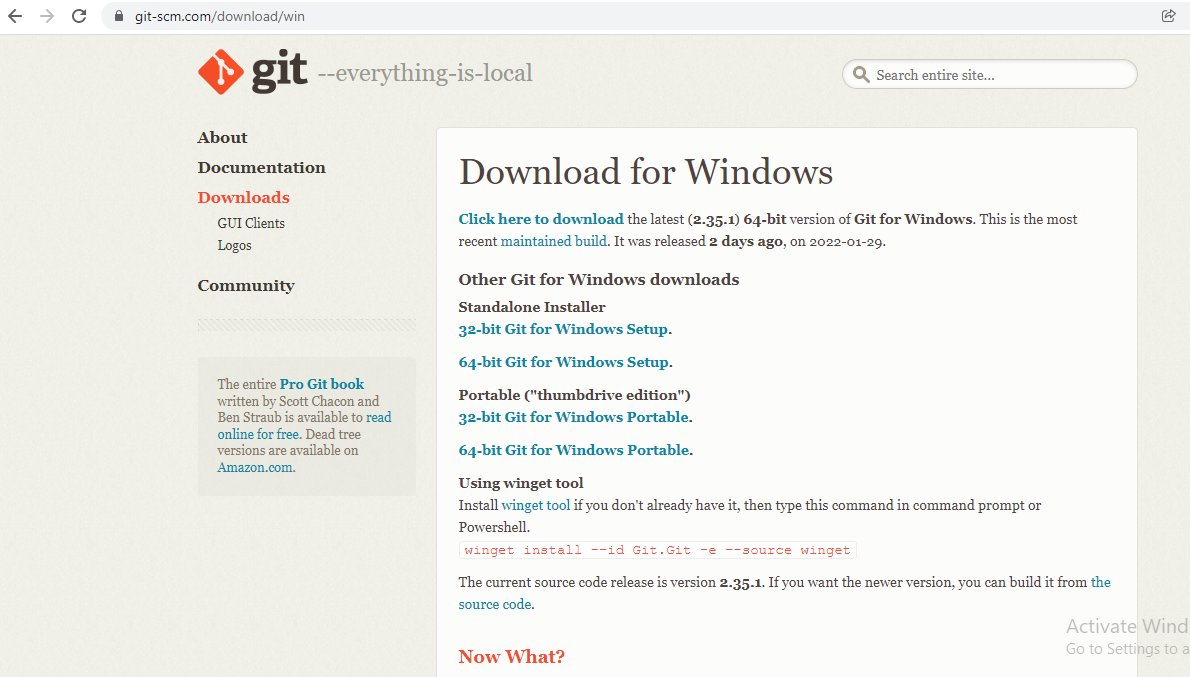 git-scm.com/download/win
git --everything-is-local
Search entire site...
About
Documentation
Downloads
GUI Clients
Logos
Community
The entire Pro Git book
written by Scott Chacon and
Ben Straub is available to read
online for free. Dead tree
versions are available on
Amazon.com.
Download for Windows
Click here to download the latest (2.35.1) 64-bit version of Git for Windows. This is the most
recent maintained build. It was released 2 days ago, on 2022-01-29.
Other Git for Windows downloads
Standalone Installer
32-bit Git for Windows Setup.
64-bit Git for Windows Setup.
Portable ("thumbdrive edition")
32-bit Git for Windows Portable.
64-bit Git for Windows Portable.
Using winget tool
Install winget tool if you don't already have it, then type this command in command prompt or
Powershell.
winget install --id Git.Git -e --source winget
The current source code release is version 2.35.1. If you want the newer version, you can build it from the
source code.
Now What?
Activate Wind
Go to Settings to a